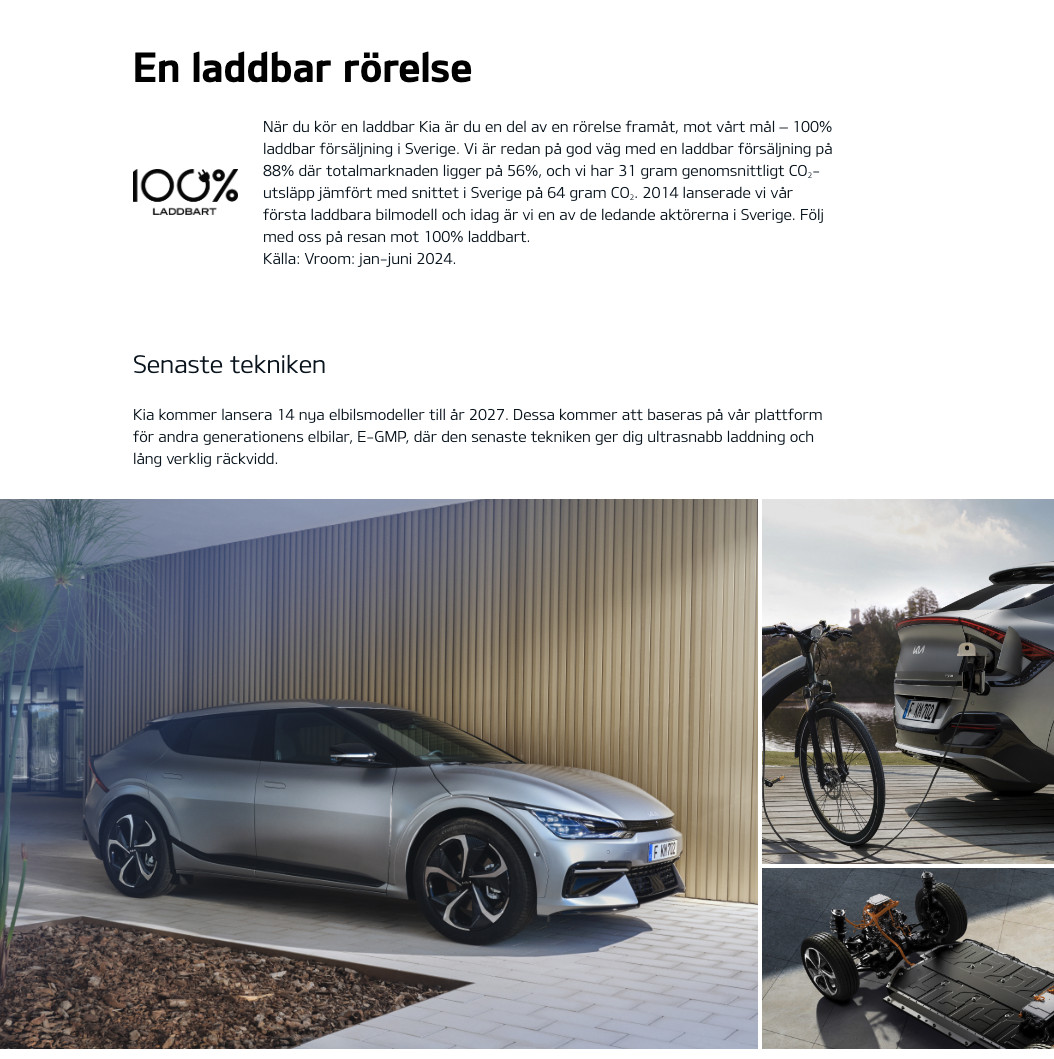 En laddbar rörelse
När du kör en laddbar Kia är du en del av en rörelse framåt, mot vårt mål – 100%
laddbar försäljning i Sverige. Vi är redan på god väg med en laddbar försäljning på
88% där totalmarknaden ligger på 56%, och vi har 31 gram genomsnittligt CO₂-
utsläpp jämfört med snittet i Sverige på 64 gram CO₂. 2014 lanserade vi vår
första laddbara bilmodell och idag är vi en av de ledande aktörerna i Sverige. Följ
med oss på resan mot 100% laddbart.
Källa: Vroom: jan-juni 2024.
100%
LADDBART
Senaste tekniken
Kia kommer lansera 14 nya elbilsmodeller till år 2027. Dessa kommer att baseras på vår plattform
för andra generationens elbilar, E-GMP, där den senaste tekniken ger dig ultrasnabb laddning och
lång verklig räckvidd.
KIA
F KM702
F KM702